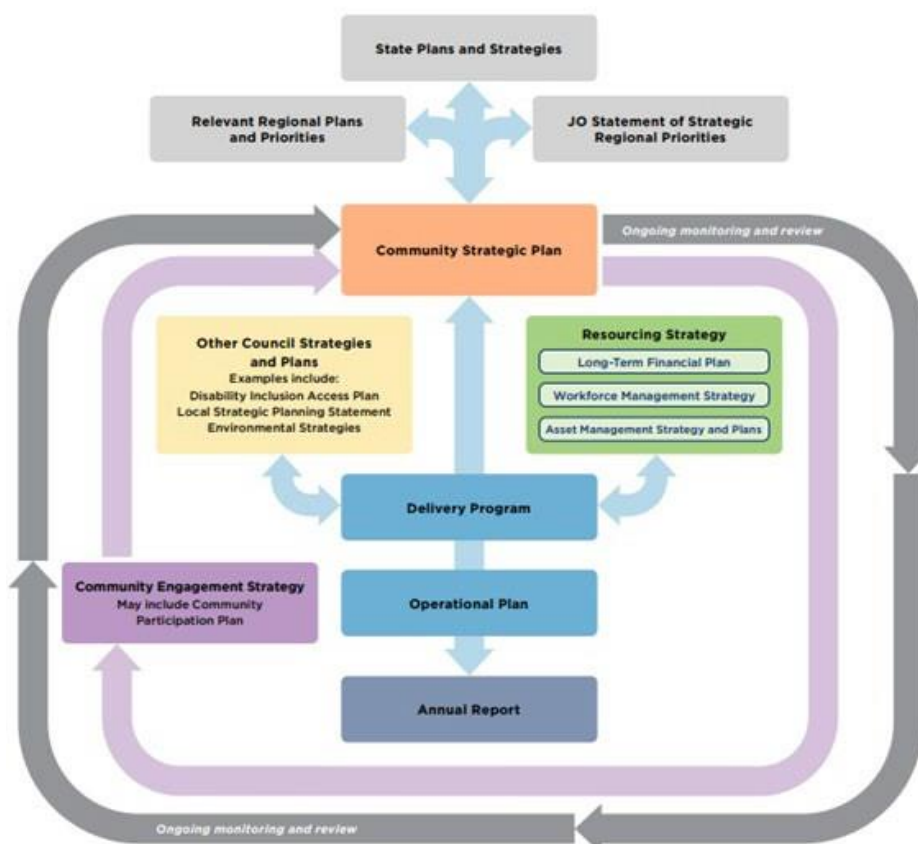 State Plans and Strategies
Relevant Regional Plans
and Priorities
JO Statement of Strategic
Regional Priorities
Community Strategic Plan
Ongoing monitoring and review
Other Council Strategies
and Plans
Examples include:
Disability Inclusion Access Plan
Local Strategic Planning Statement
Environmental Strategies
Resourcing Strategy
Long-Term Financial Plan
Workforce Management Strategy
Asset Management Strategy and Plans
Delivery Program
Community Engagement Strategy
May include Community
Participation Plan
Operational Plan
Annual Report
Ongoing monitoring and review